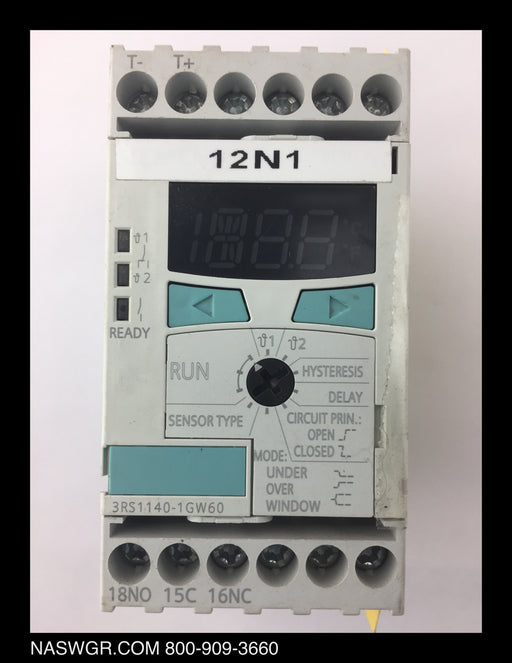 T- T+
12N1
ϑ1
ϑ2
READY
ϑ1 ϑ2
RUN
HYSTERESIS
DELAY
SENSOR TYPE
CIRCUIT PRIN.:
OPEN
CLOSED
MODE:
UNDER
OVER
WINDOW
3RS1140-1GW60
18NO 15C 16NC
NASWGR.COM 800-909-3660